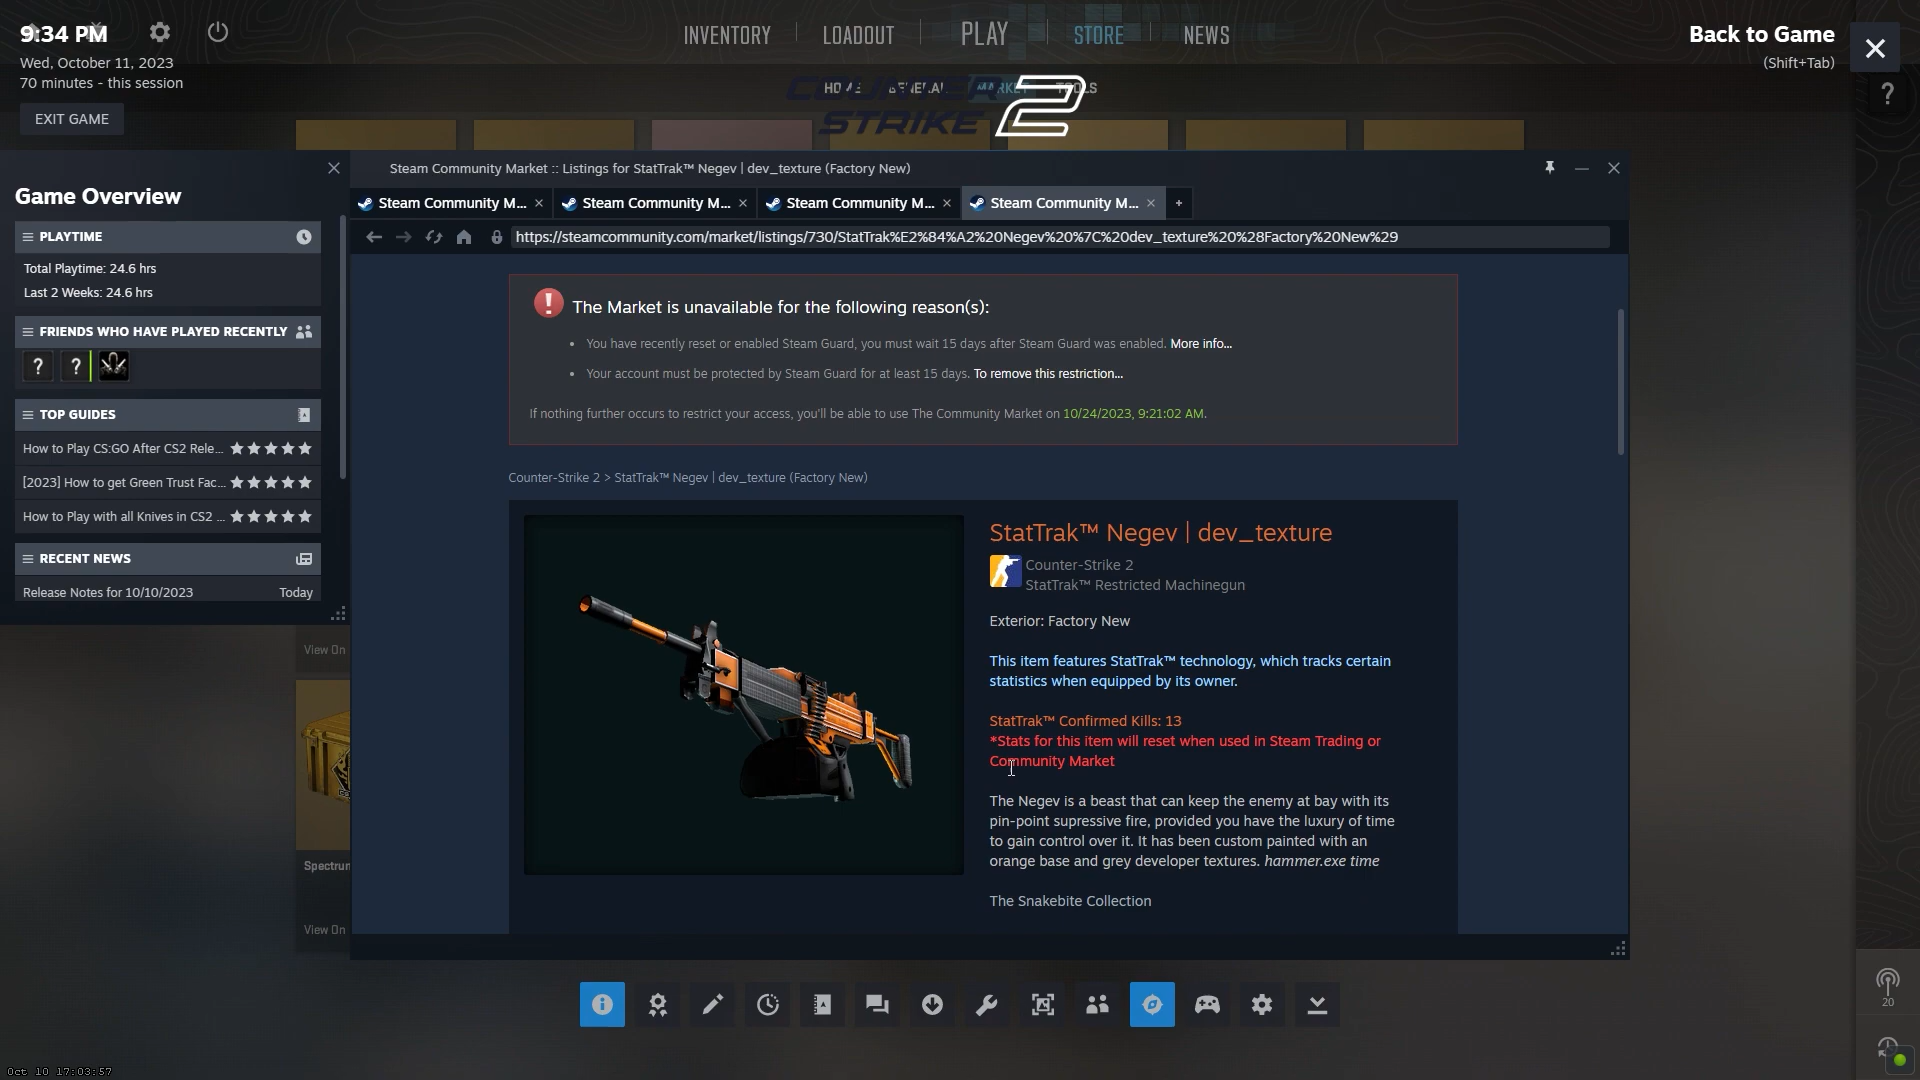 9:34 PM
Wed, October 11, 2023
70 minutes - this session
EXIT GAME
INVENTORY
LOADOUT
PLAY
STORE
NEWS
Back to Game
(Shift+Tab)
HOME
GENERAL
MARKET
TOOLS
COUNTER
STRIKE 2
?
Game Overview
PLAYTIME
Total Playtime: 24.6 hrs
Last 2 Weeks: 24.6 hrs
FRIENDS WHO HAVE PLAYED RECENTLY
? ?
TOP GUIDES
How to Play CS:GO After CS2 Rele...
[2023] How to get Green Trust Fac...
How to Play with all Knives in CS2 ...
RECENT NEWS
Release Notes for 10/10/2023 Today
View On
Spectrum
View On
Steam Community Market :: Listings for StatTrak™ Negev | dev_texture (Factory New)
Steam Community M... Steam Community M... Steam Community M... Steam Community M... +
https://steamcommunity.com/market/listings/730/StatTrak%E2%84%A2%20Negev%20%7C%20dev_texture%20%28Factory%20New%29
The Market is unavailable for the following reason(s):
You have recently reset or enabled Steam Guard, you must wait 15 days after Steam Guard was enabled. More info...
Your account must be protected by Steam Guard for at least 15 days. To remove this restriction...
If nothing further occurs to restrict your access, you'll be able to use The Community Market on 10/24/2023, 9:21:02 AM.
Counter-Strike 2 > StatTrak™ Negev | dev_texture (Factory New)
StatTrak™ Negev | dev_texture
Counter-Strike 2
StatTrak™ Restricted Machinegun
Exterior: Factory New
This item features StatTrak™ technology, which tracks certain
statistics when equipped by its owner.
StatTrak™ Confirmed Kills: 13
*Stats for this item will reset when used in Steam Trading or
Community Market
The Negev is a beast that can keep the enemy at bay with its
pin-point supressive fire, provided you have the luxury of time
to gain control over it. It has been custom painted with an
orange base and grey developer textures. hammer.exe time
The Snakebite Collection
20
Oct 10 17:03:57